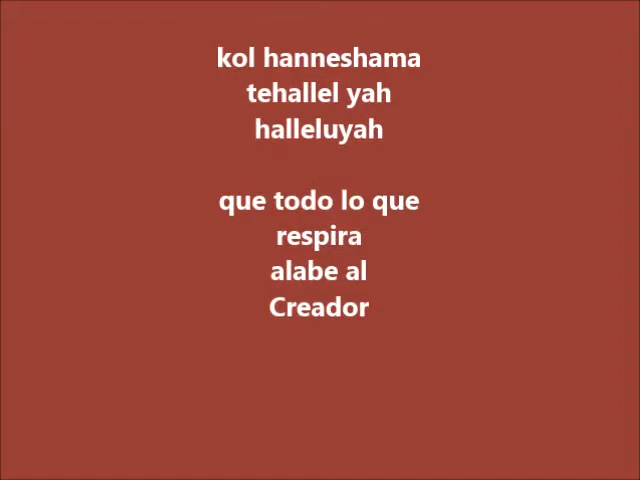 kol hanneshama
tehallel yah
halleluyah
que todo lo que
respira
alabe al
Creador